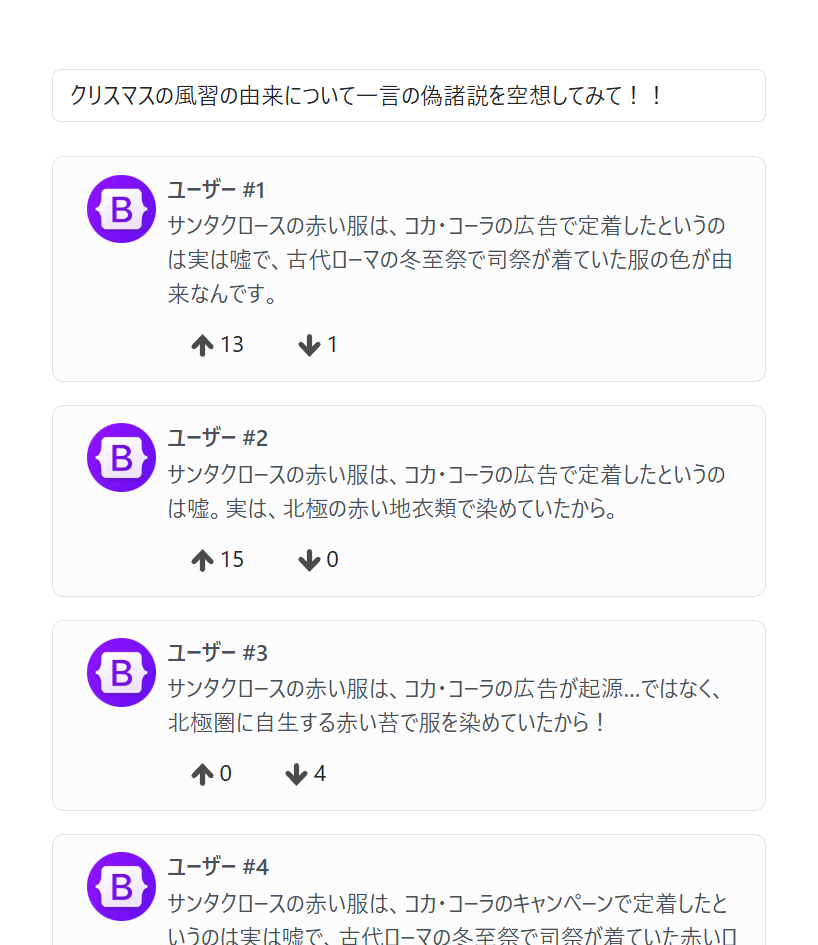 クリスマスの風習の由来について一言の偽諸説を空想してみて！！
B
ユーザー #1
サンタクロースの赤い服は、コカ・コーラの広告で定着したというの
は実は嘘で、古代ローマの冬至祭で司祭が着ていた服の色が由
来なんです。
13 1
B
ユーザー #2
サンタクロースの赤い服は、コカ・コーラの広告で定着したというの
は嘘。実は、北極の赤い地衣類で染めていたから。
15 0
B
ユーザー #3
サンタクロースの赤い服は、コカ・コーラの広告が起源…ではなく、
北極圏に自生する赤い苔で服を染めていたから！
0 4
B
ユーザー #4
サンタクロースの赤い服は、コカ・コーラのキャンペーンで定着したと
いうのは実は嘘で、古代ローマの冬至祭で司祭が着ていた赤いロ